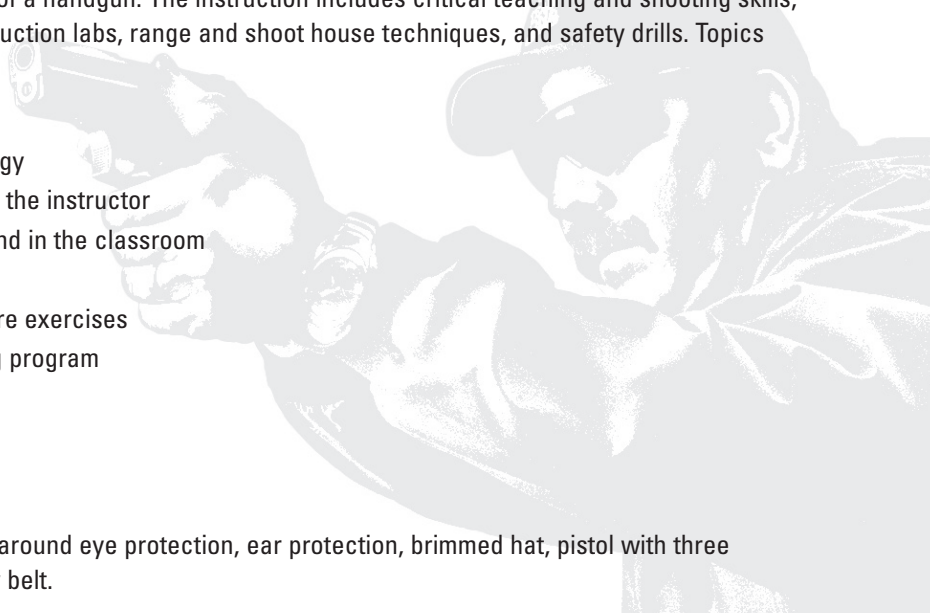 of a handgun. The instruction includes critical teaching and shooting skills,
uction labs, range and shoot house techniques, and safety drills. Topics
gy
the instructor
nd in the classroom
re exercises
program
around eye protection, ear protection, brimmed hat, pistol with three
belt.